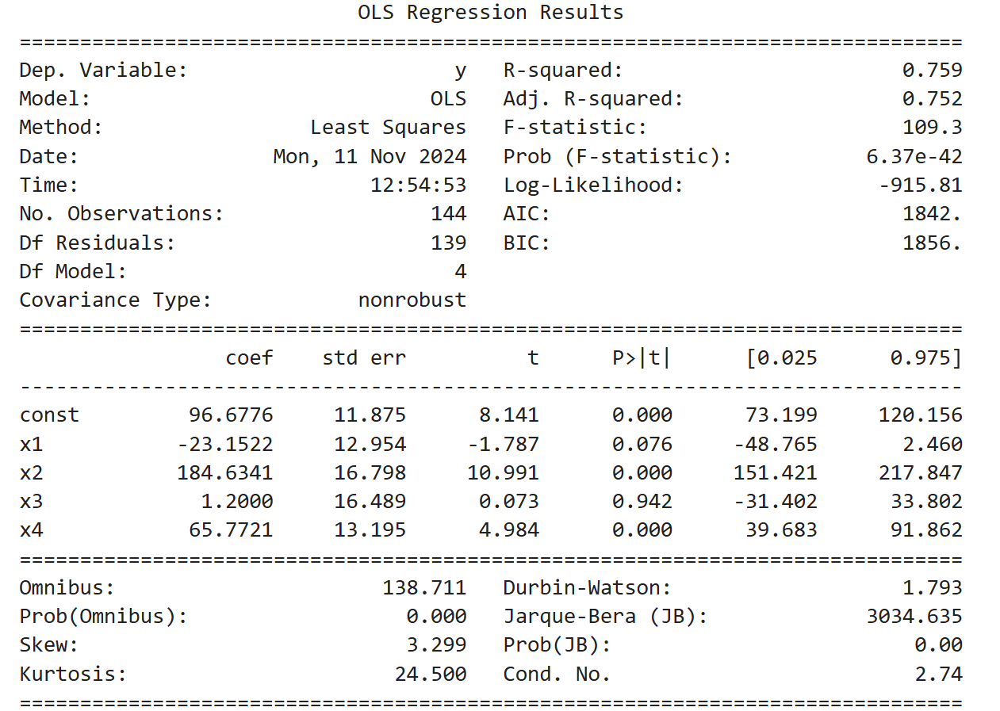 OLS Regression Results
==============================================================================
Dep. Variable:                      y   R-squared:                       0.759
Model:                            OLS   Adj. R-squared:                  0.752
Method:                 Least Squares   F-statistic:                     109.3
Date:                Mon, 11 Nov 2024   Prob (F-statistic):           6.37e-42
Time:                        12:54:53   Log-Likelihood:                -915.81
No. Observations:                 144   AIC:                             1842.
Df Residuals:                     139   BIC:                             1856.
Df Model:                           4
Covariance Type:            nonrobust
==============================================================================
                 coef    std err          t      P>|t|      [0.025      0.975]
------------------------------------------------------------------------------
const         96.6776     11.875      8.141      0.000      73.199     120.156
x1           -23.1522     12.954     -1.787      0.076     -48.765       2.460
x2           184.6341     16.798     10.991      0.000     151.421     217.847
x3             1.2000     16.489      0.073      0.942     -31.402      33.802
x4            65.7721     13.195      4.984      0.000      39.683      91.862
==============================================================================
Omnibus:                      138.711   Durbin-Watson:                   1.793
Prob(Omnibus):                  0.000   Jarque-Bera (JB):             3034.635
Skew:                           3.299   Prob(JB):                         0.00
Kurtosis:                      24.500   Cond. No.                         2.74
==============================================================================